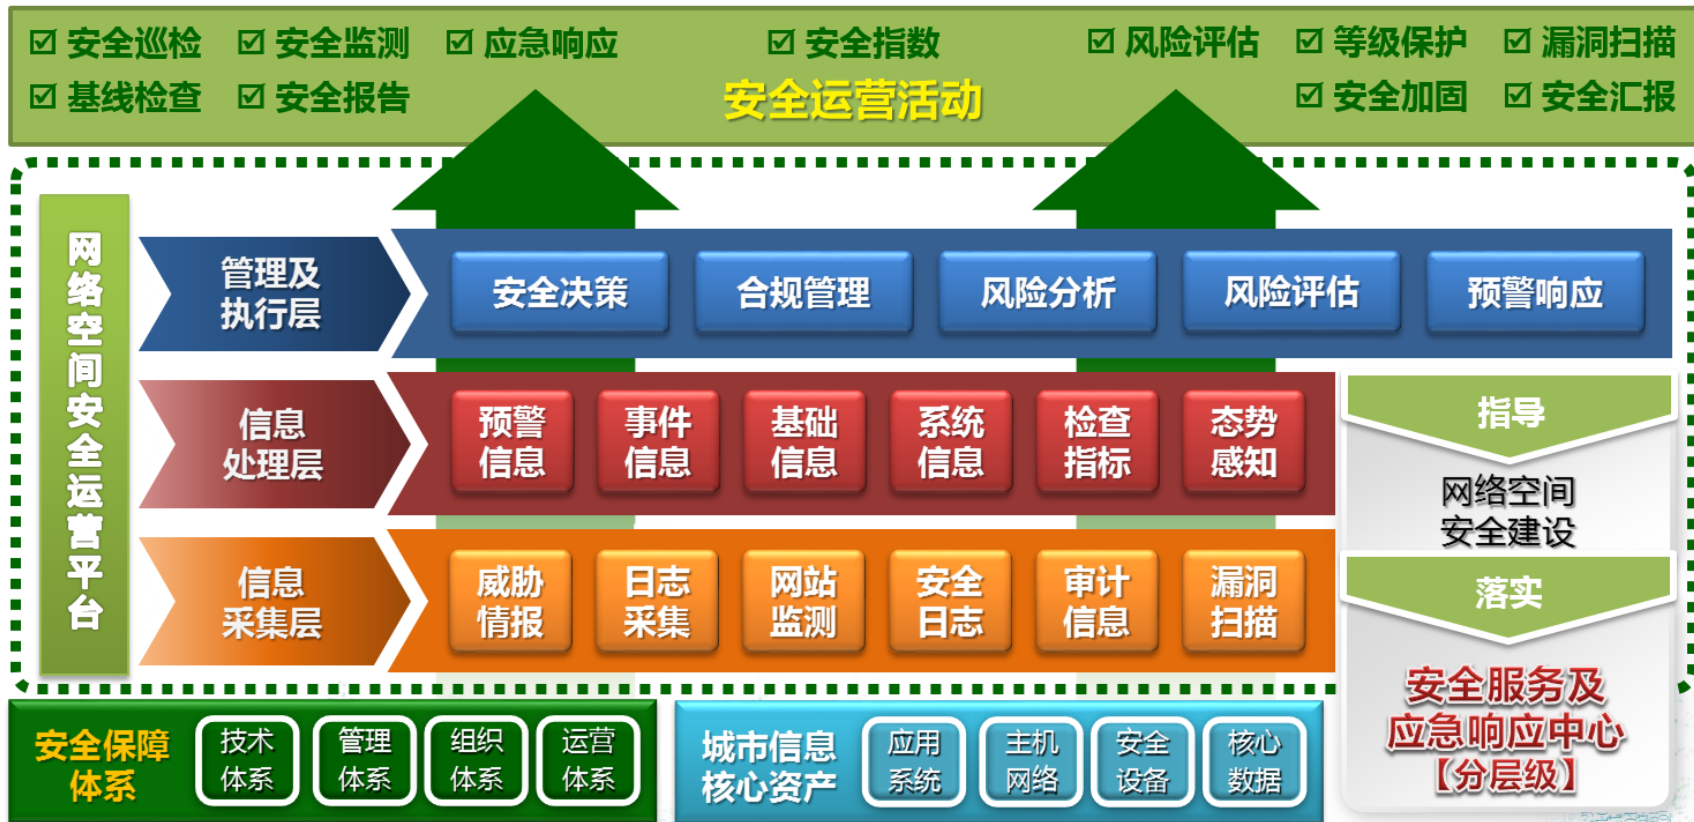 安全巡检 安全监测 应急响应 安全指数 风险评估 等级保护 漏洞扫描
基线检查 安全报告 安全运营活动 安全加固 安全汇报
网络空间安全运营平台
管理及
执行层
安全决策 合规管理 风险分析 风险评估 预警响应
信息
处理层
预警
信息
事件
信息
基础
信息
系统
信息
检查
指标
态势
感知
信息
采集层
威胁
情报
日志
采集
网站
监测
安全
日志
审计
信息
漏洞
扫描
指导
网络空间
安全建设
落实
安全服务及
应急响应中心
【分层级】
安全保障
体系
技术
体系
管理
体系
组织
体系
运营
体系
城市信息
核心资产
应用
系统
主机
网络
安全
设备
核心
数据